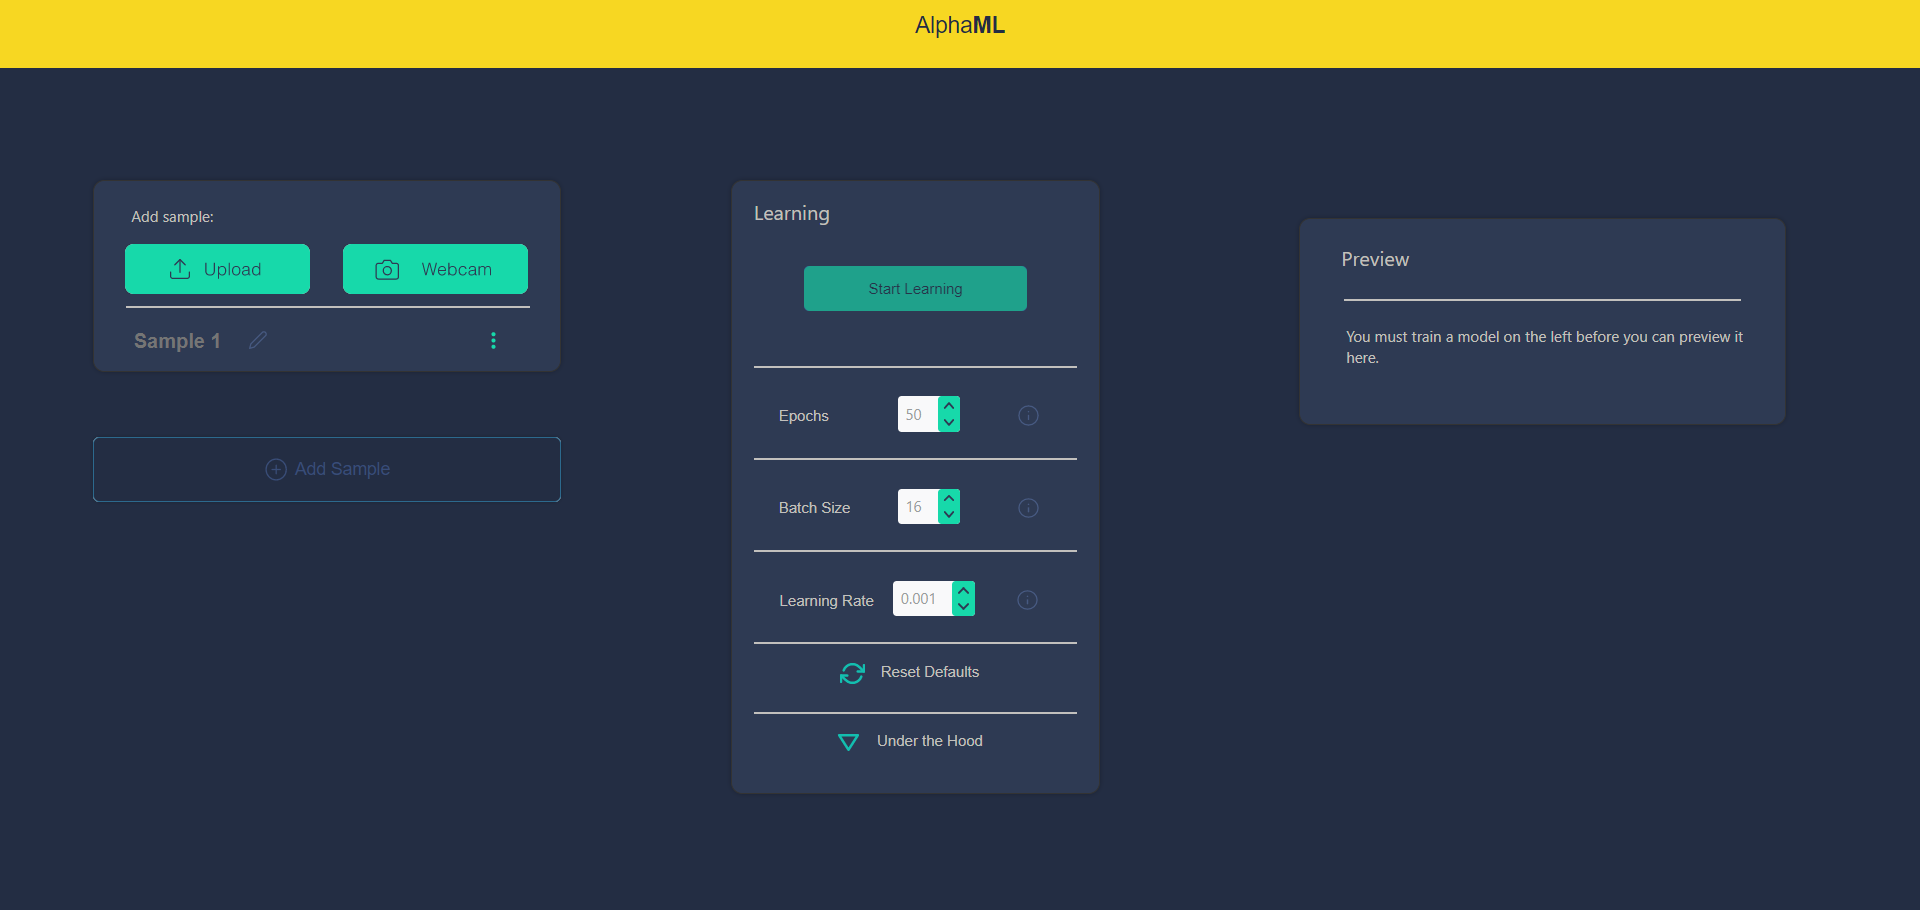 AlphaML
Add sample:
Upload
Webcam
Sample 1
Add Sample
Learning
Start Learning
Epochs
50
Batch Size
16
Learning Rate
0.001
Reset Defaults
Under the Hood
Preview
You must train a model on the left before you can preview it
here.